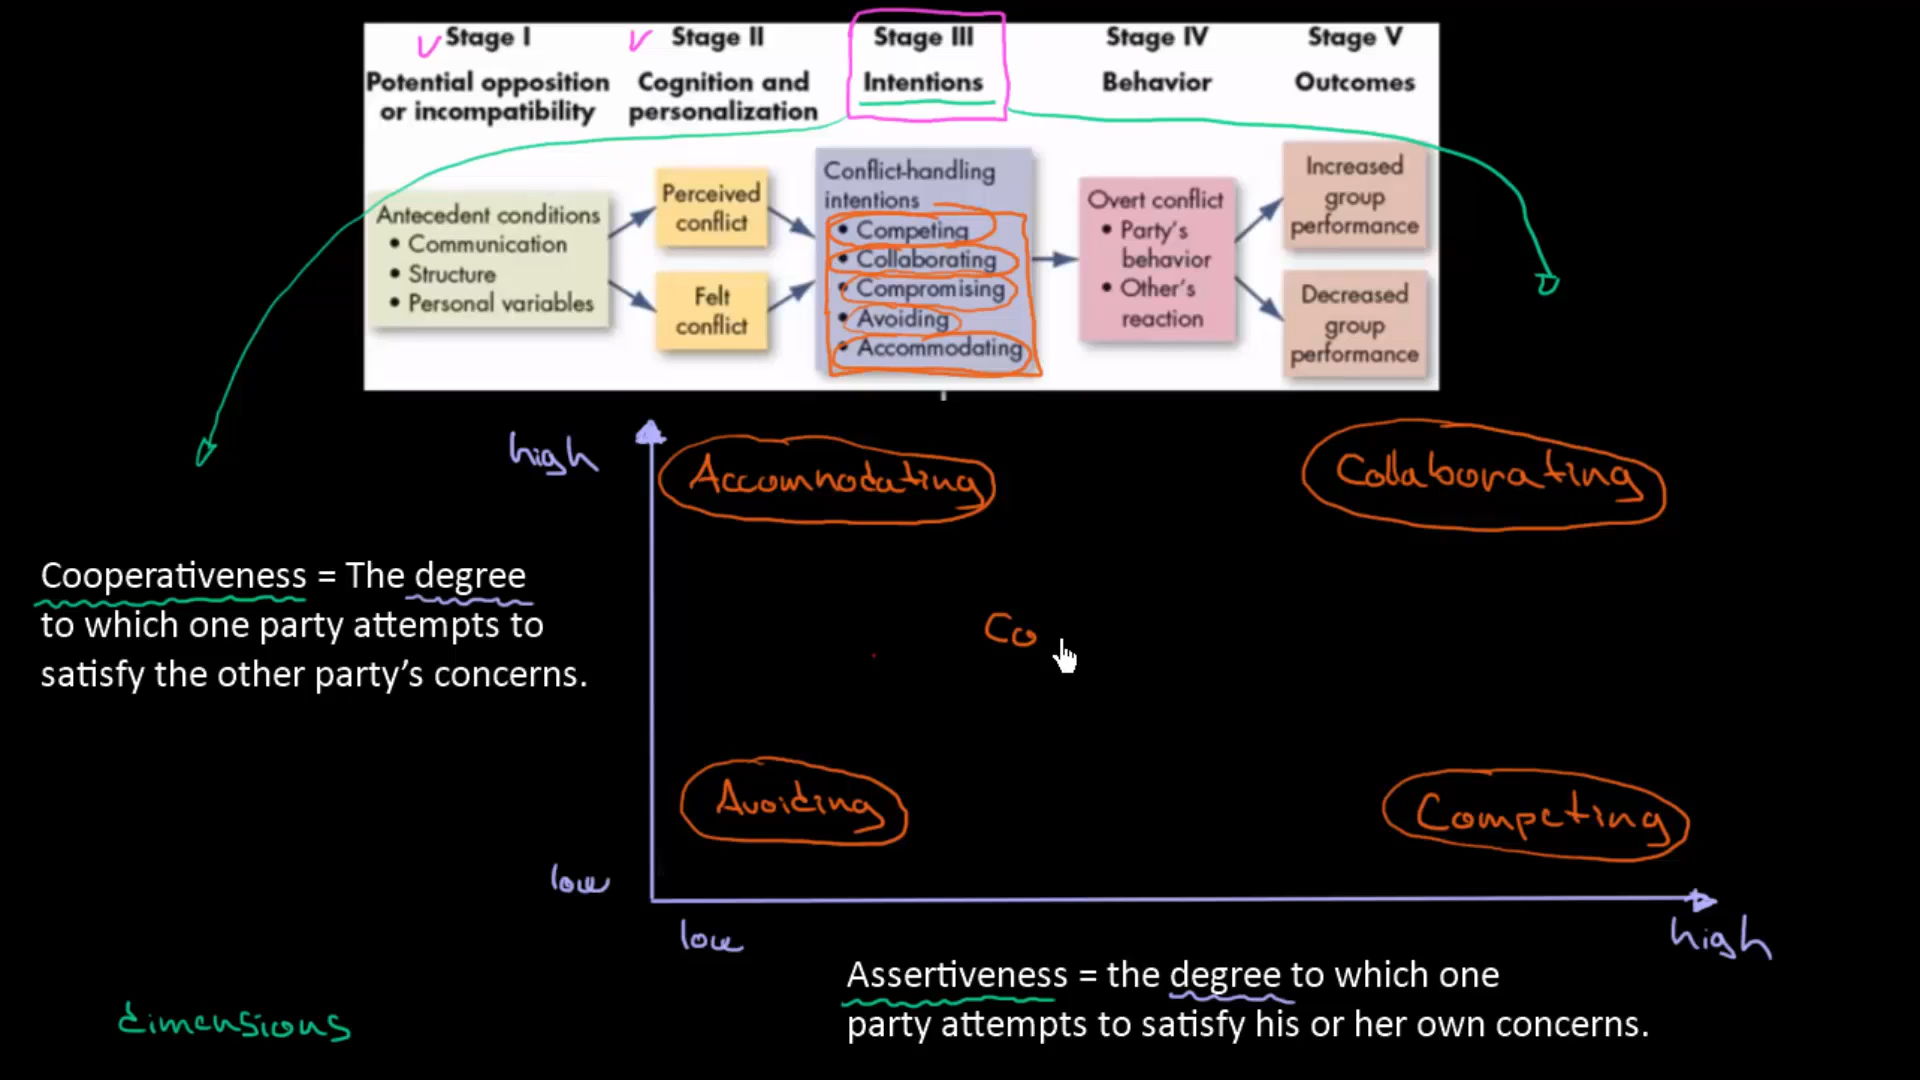 Stage I
Potential opposition
or incompatibility
Stage II
Cognition and
personalization
Stage III
Intentions
Stage IV
Behavior
Stage V
Outcomes
Antecedent conditions
• Communication
• Structure
• Personal variables
Perceived
conflict
Felt
conflict
Conflict-handling
intentions
• Competing
• Collaborating
• Compromising
• Avoiding
• Accommodating
Overt conflict
• Party's
behavior
• Other's
reaction
Increased
group
performance
Decreased
group
performance
high
Accommodating
Collaborating
Cooperativeness = The degree
to which one party attempts to
satisfy the other party’s concerns.
Co
Avoiding
Competing
low
low
high
Assertiveness = the degree to which one
party attempts to satisfy his or her own concerns.
dimensions